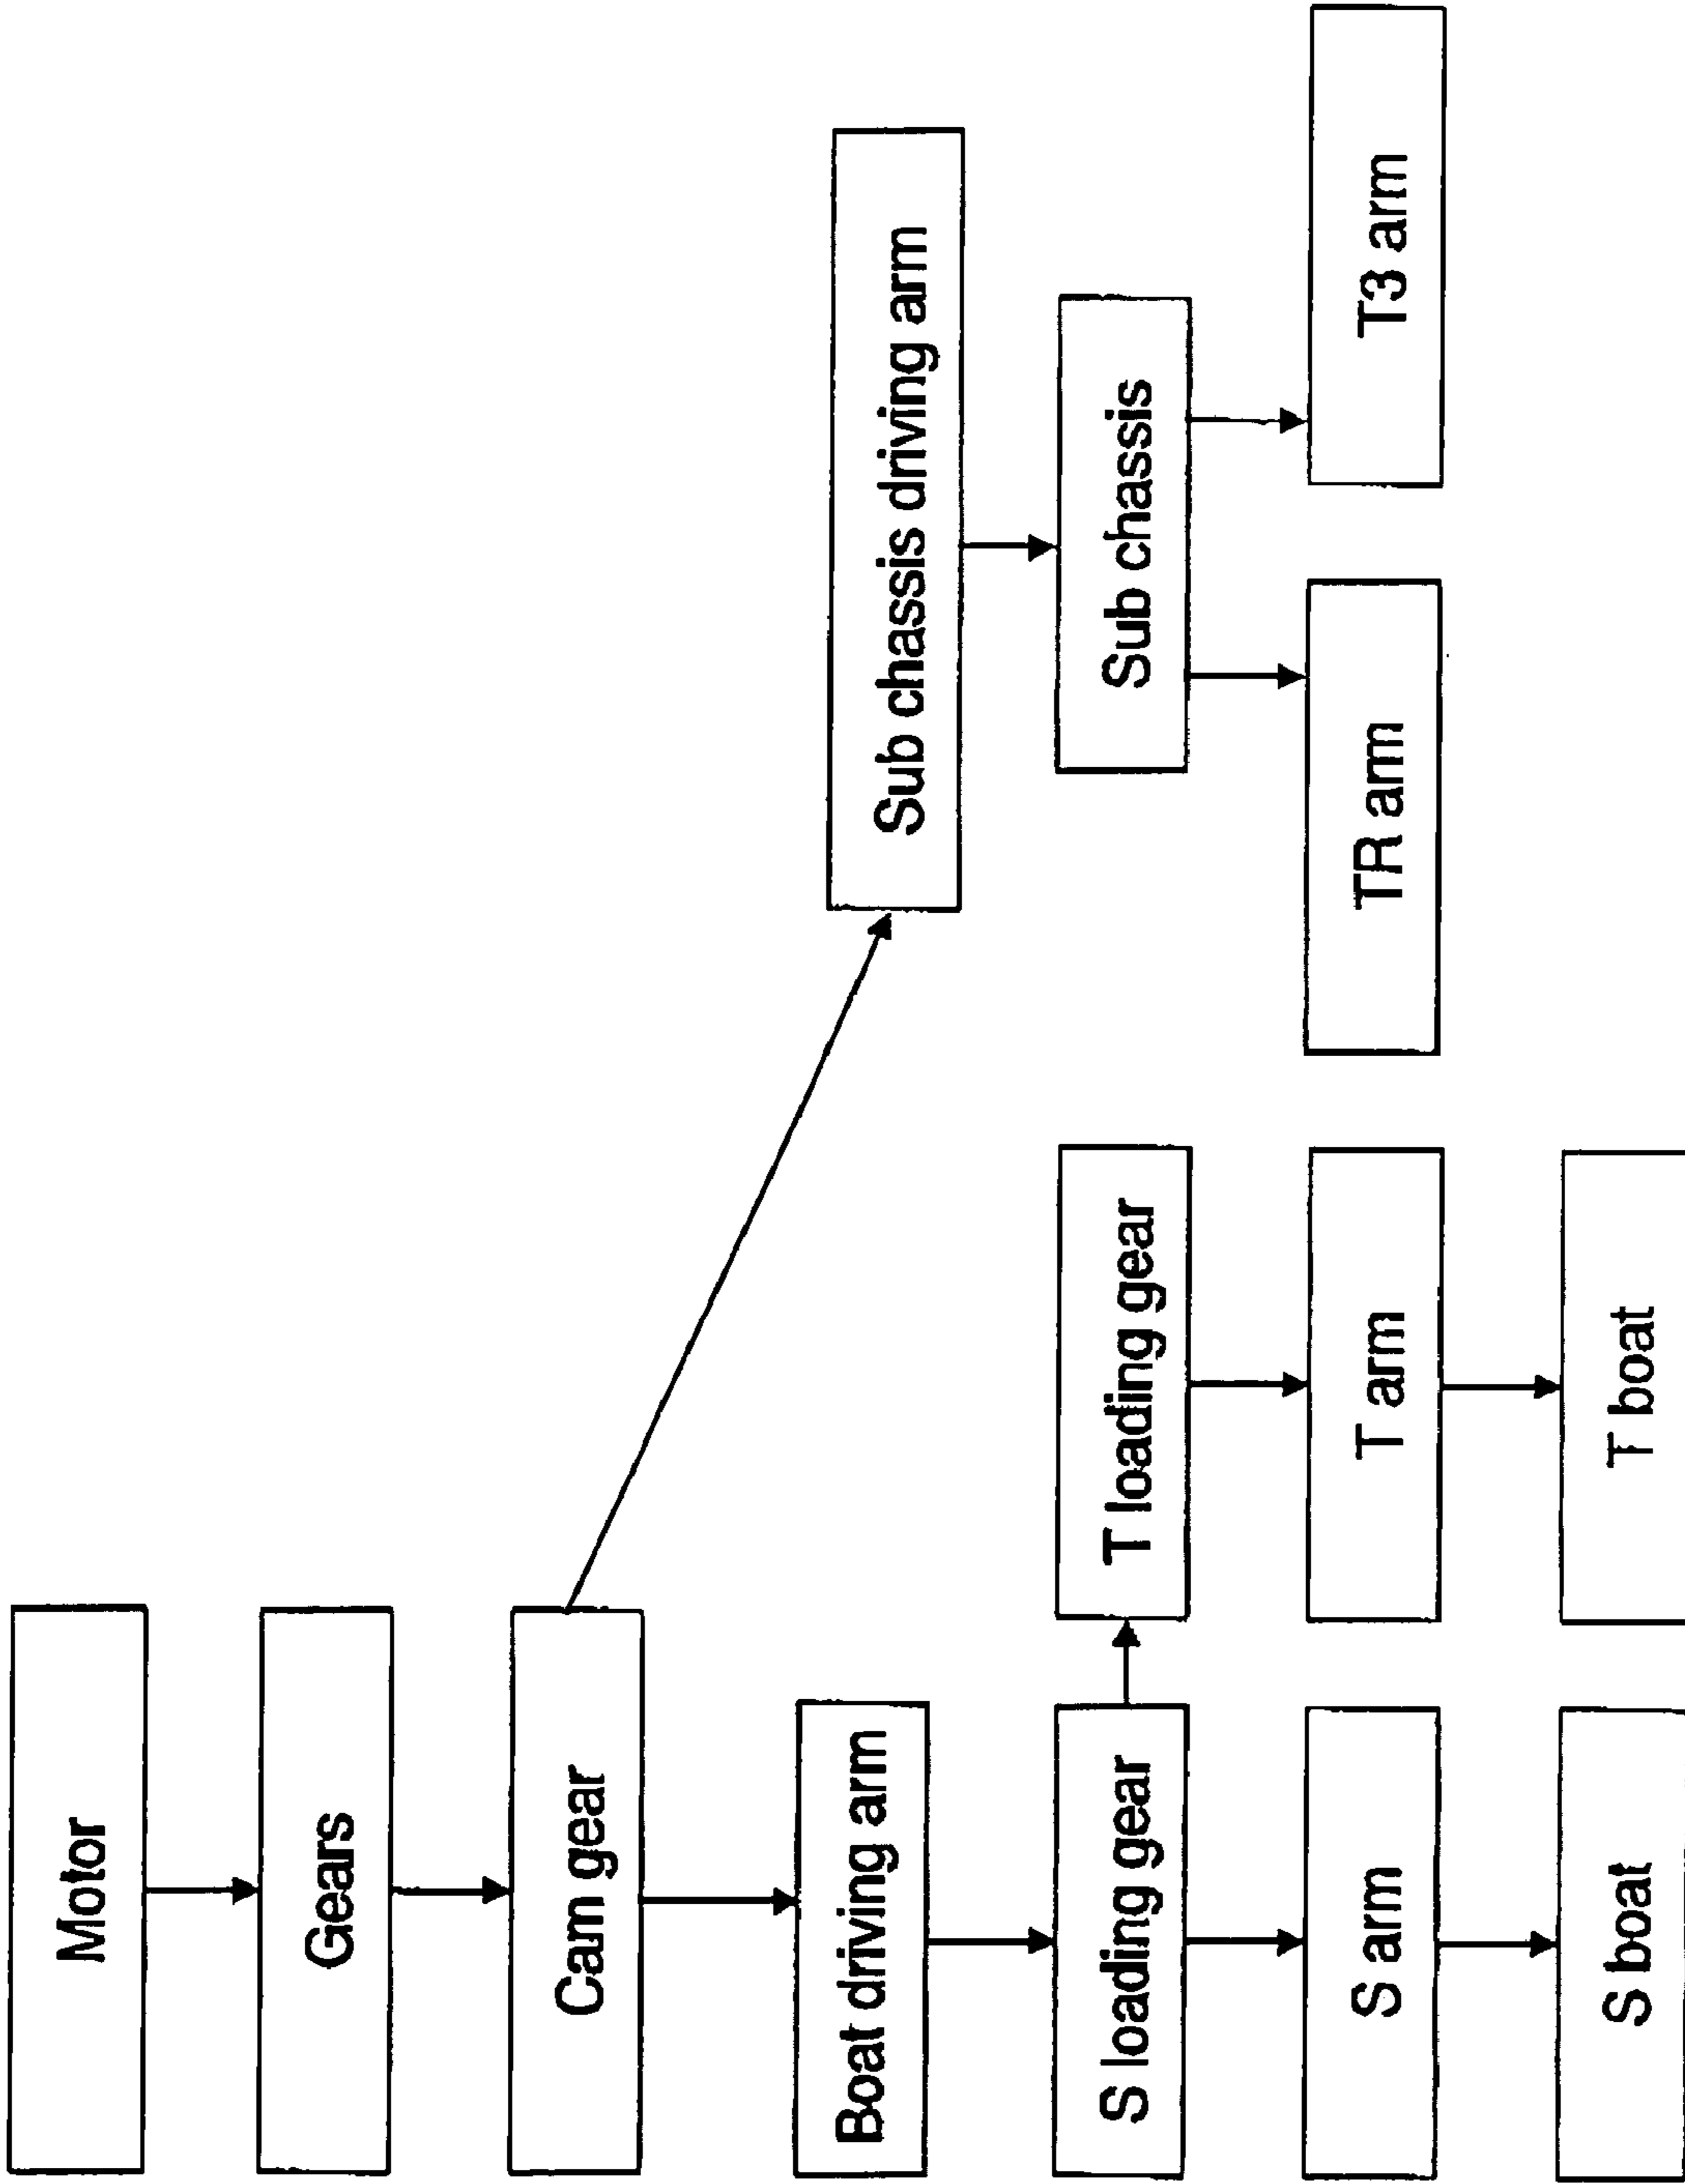 Motor
Gears
Cam gear
Boat driving arm
Sub chassis driving arm
S loading gear
T loading gear
Sub chassis
S arm
T arm
TR arm
T3 arm
S boat
T boat